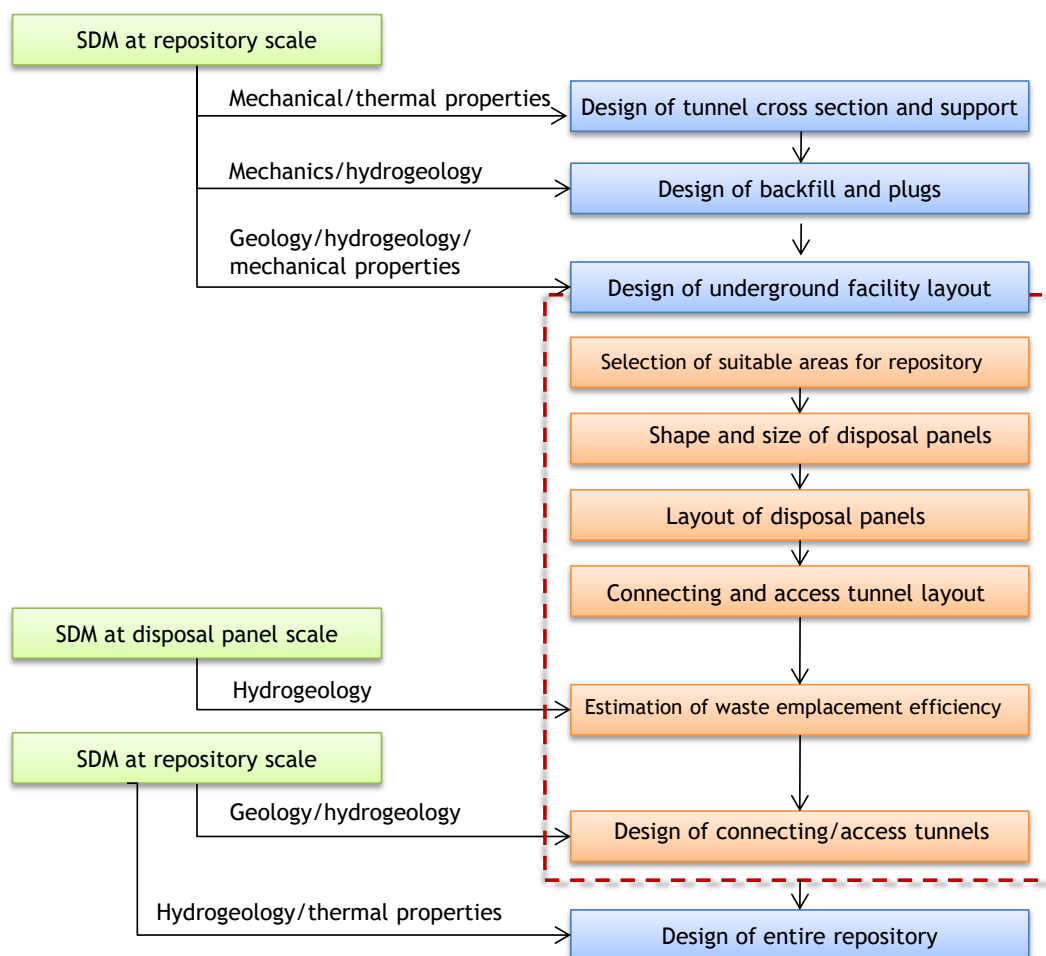 SDM at repository scale
Mechanical/thermal properties
Design of tunnel cross section and support
Mechanics/hydrogeology
Design of backfill and plugs
Geology/hydrogeology/
mechanical properties
Design of underground facility layout
Selection of suitable areas for repository
Shape and size of disposal panels
Layout of disposal panels
Connecting and access tunnel layout
SDM at disposal panel scale
Hydrogeology
Estimation of waste emplacement efficiency
SDM at repository scale
Geology/hydrogeology
Design of connecting/access tunnels
Hydrogeology/thermal properties
Design of entire repository